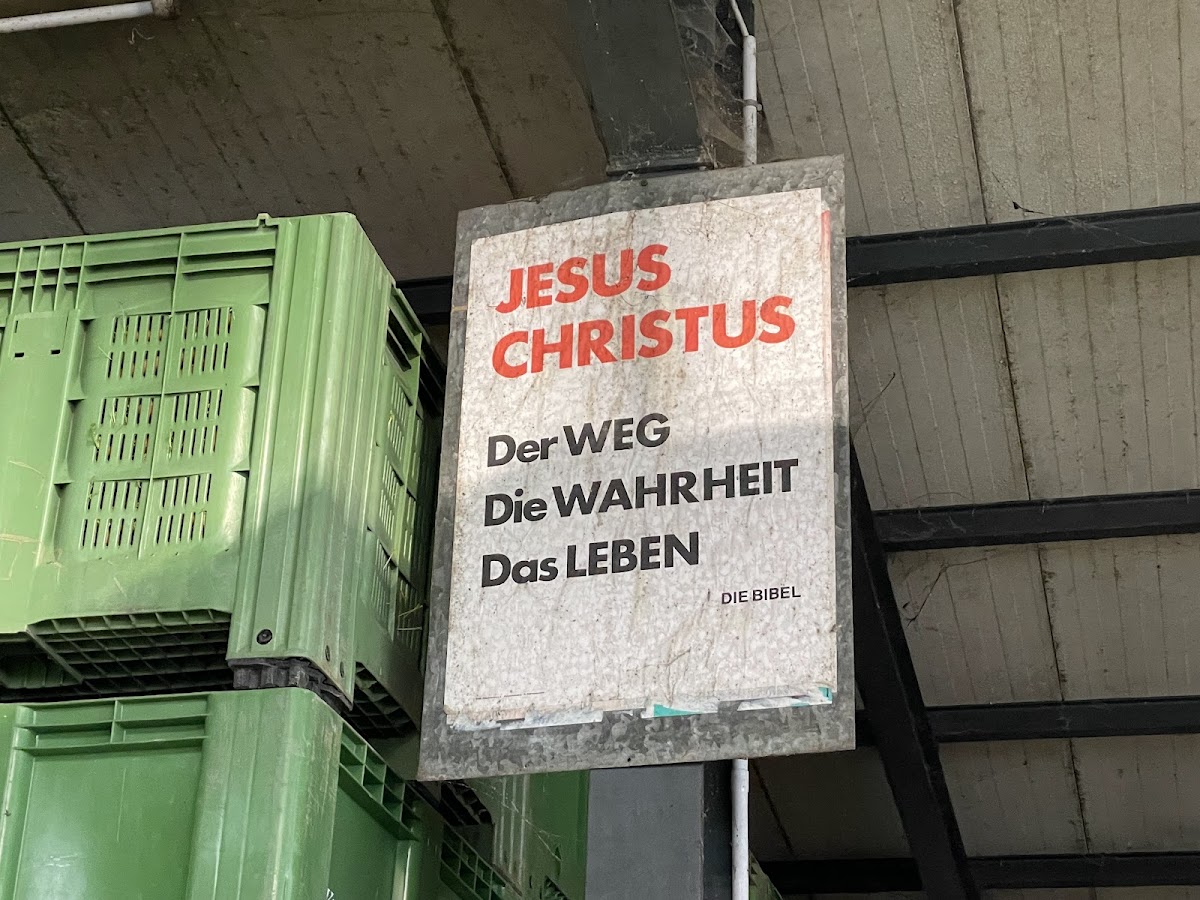 JESUS
CHRISTUS
Der WEG
Die WAHRHEIT
Das LEBEN
DIE BIBEL